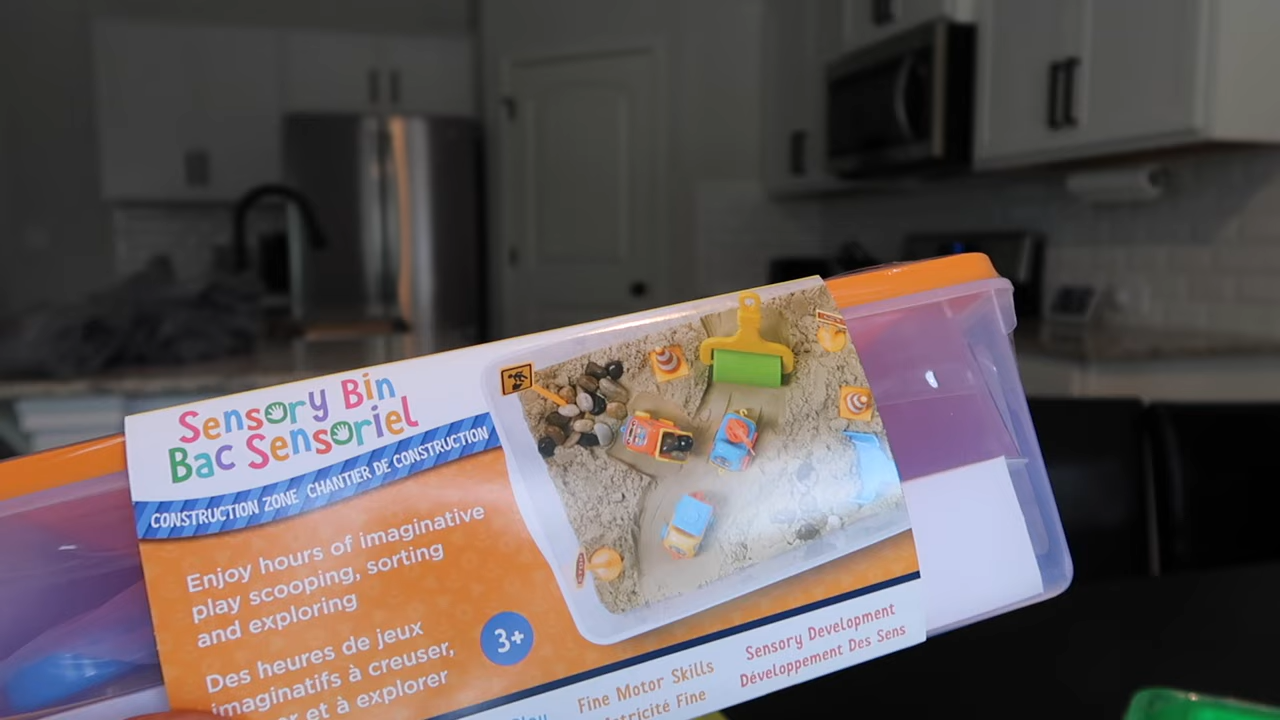 Sensory Bin
Bac Sensoriel
CONSTRUCTION ZONE CHANTIER DE CONSTRUCTION
Enjoy hours of imaginative
play scooping, sorting
and exploring
Des heures de jeux
imaginatifs à creuser,
et à explorer
3+
Fine Motor Skills
Fine
Sensory Development
Développement Des Sens